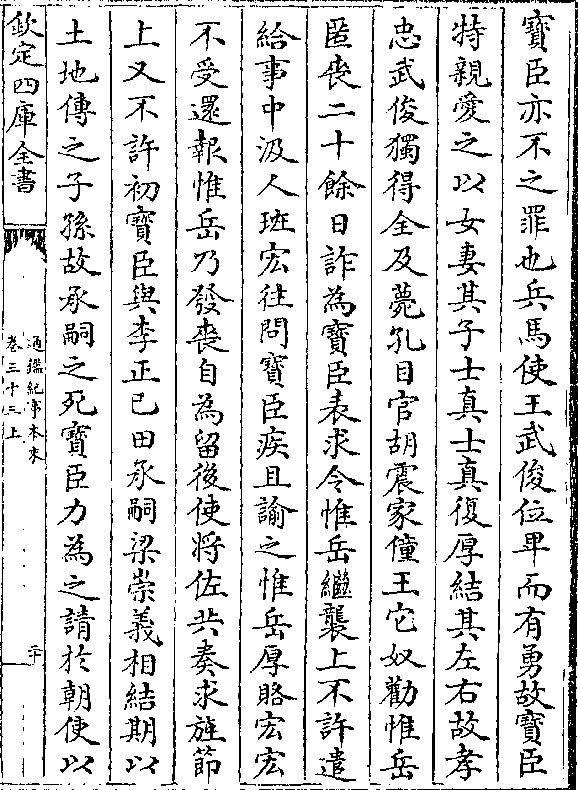 寶臣亦不之罪也兵馬使王武俊位卑而有勇故寶臣
特親愛之以女妻其子士真士真復厚結其左右故孝
忠武俊獨得全及薨孔目官胡震家僮王它奴勸惟岳
匿喪二十餘日詐為寶臣表求令惟岳繼襲上不許遣
給事中汲人班宏往問寶臣疾且諭之惟岳厚賂宏宏
不受還報惟岳乃發喪自為留後使將佐共奏求旌節
上又不許初寶臣與李正已田承嗣梁崇義相結期以
土地傳之子孫故承嗣之死寶臣力為之請於朝使以
欽定四庫全書
通鑑紀事本末
卷三十三上
二十